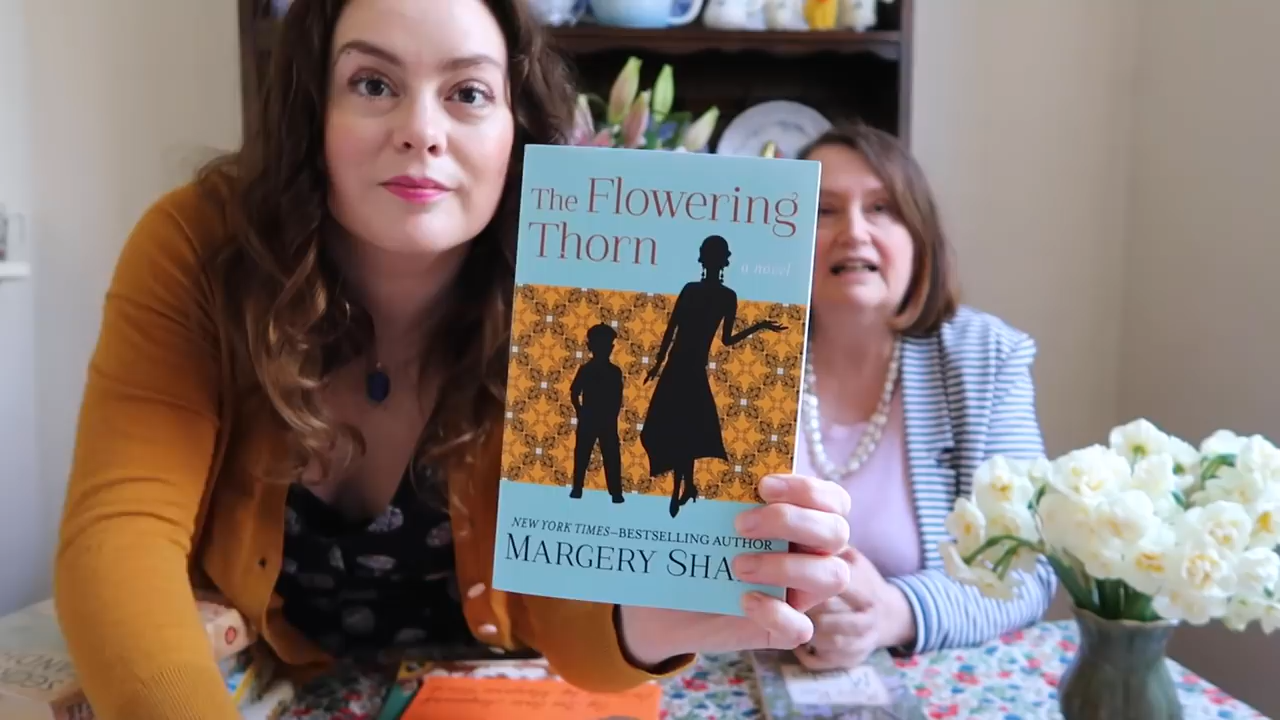 The Flowering
Thorn
a novel
NEW YORK TIMES–BESTSELLING AUTHOR
MARGERY